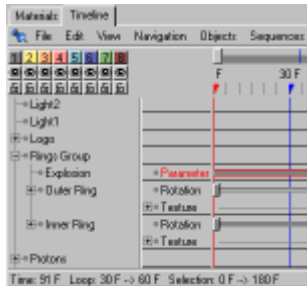 Materials Timeline
File Edit View Navigation Objects Sequences
1 2 3 4 5 6 7 8
F 30 F
Light2
Light1
Logo
Rings Group
Explosion Parameter
Outer Ring Rotation
Texture
Inner Ring Rotation
Texture
Photons
Time: 91 F Loop: 30 F -> 60 F Selection: 0 F -> 180 F